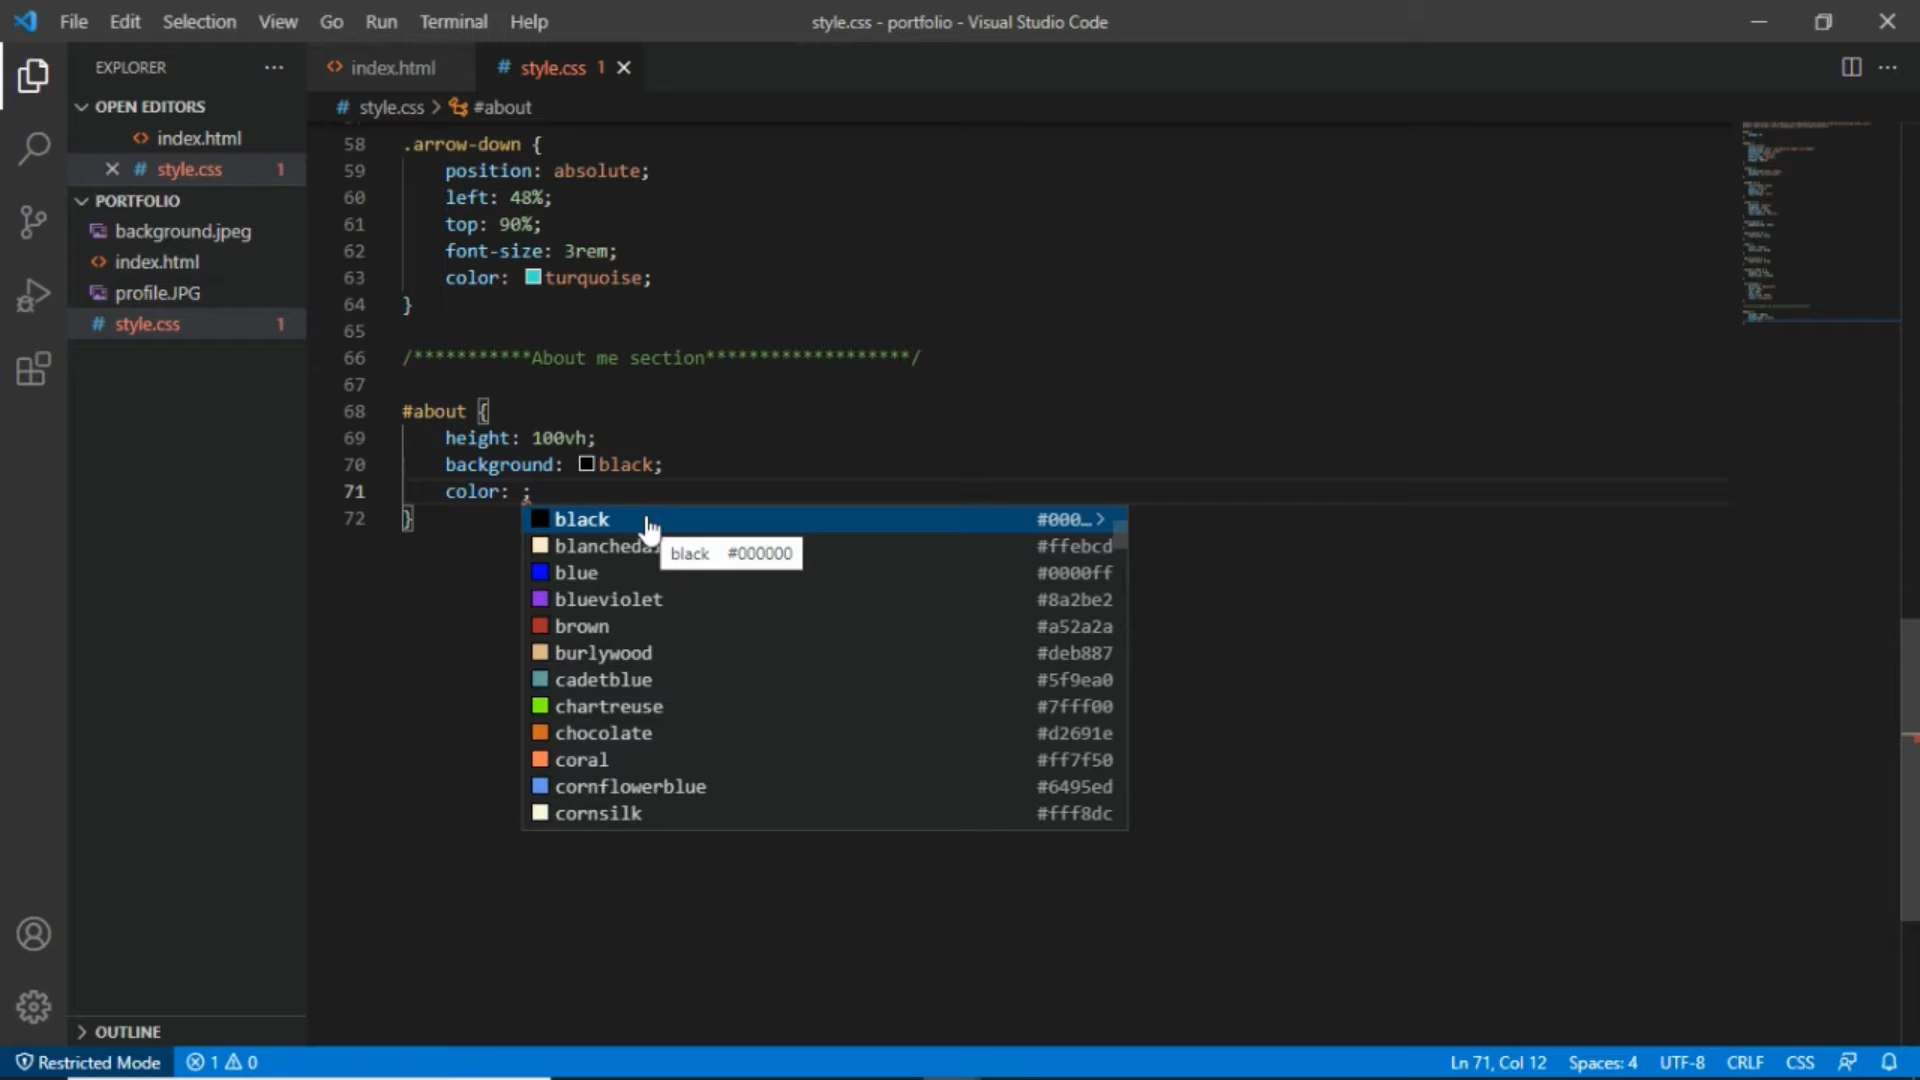 File Edit Selection View Go Run Terminal Help style.css - portfolio - Visual Studio Code
EXPLORER
OPEN EDITORS
index.html
# style.css 1
PORTFOLIO
background.jpeg
index.html
profile.JPG
# style.css 1
OUTLINE
index.html # style.css 1
# style.css > #about
58 .arrow-down {
59 position: absolute;
60 left: 48%;
61 top: 90%;
62 font-size: 3rem;
63 color: turquoise;
64 }
65
66 /***********About me section*******************/
67
68 #about {
69 height: 100vh;
70 background: black;
71 color: ;
72 }
black #000…
blancheda #ffebcd
black #000000
blue #0000ff
blueviolet #8a2be2
brown #a52a2a
burlywood #deb887
cadetblue #5f9ea0
chartreuse #7fff00
chocolate #d2691e
coral #ff7f50
cornflowerblue #6495ed
cornsilk #fff8dc
Restricted Mode 1 0 Ln 71, Col 12 Spaces: 4 UTF-8 CRLF CSS